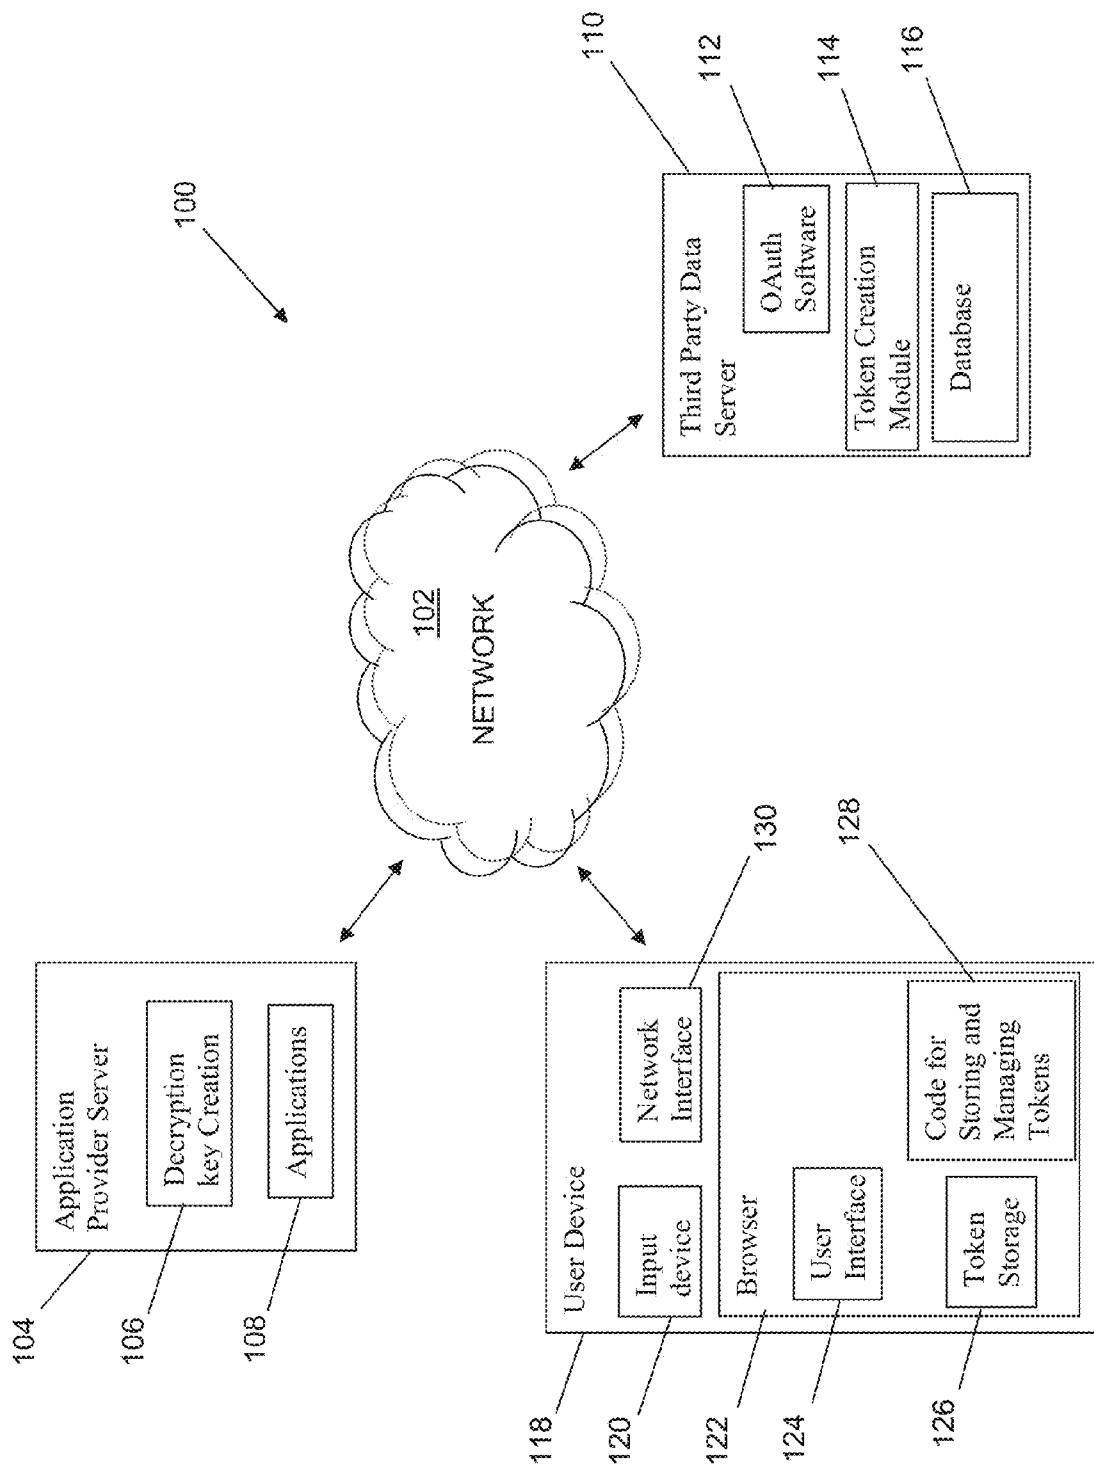 100
104
Application
Provider Server
106
Decryption
key Creation
108
Applications
102
NETWORK
110
Third Party Data
Server
112
OAuth
Software
114
Token Creation
Module
116
Database
118
User Device
120
Input
device
130
Network
Interface
122
Browser
124
User
Interface
126
Token
Storage
128
Code for
Storing and
Managing
Tokens